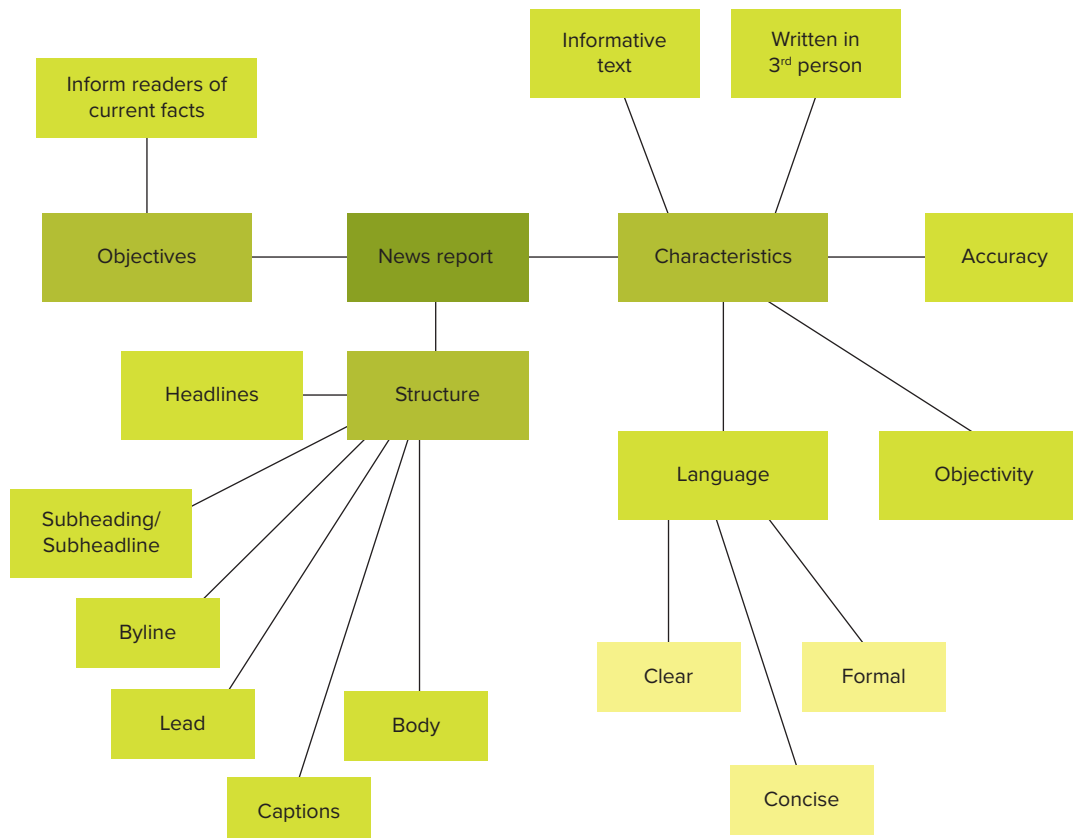 Informative
text
Written in
3rd person
Inform readers of
current facts
Objectives
News report
Characteristics
Accuracy
Headlines
Structure
Language
Objectivity
Subheading/
Subheadline
Byline
Clear
Formal
Lead
Body
Captions
Concise